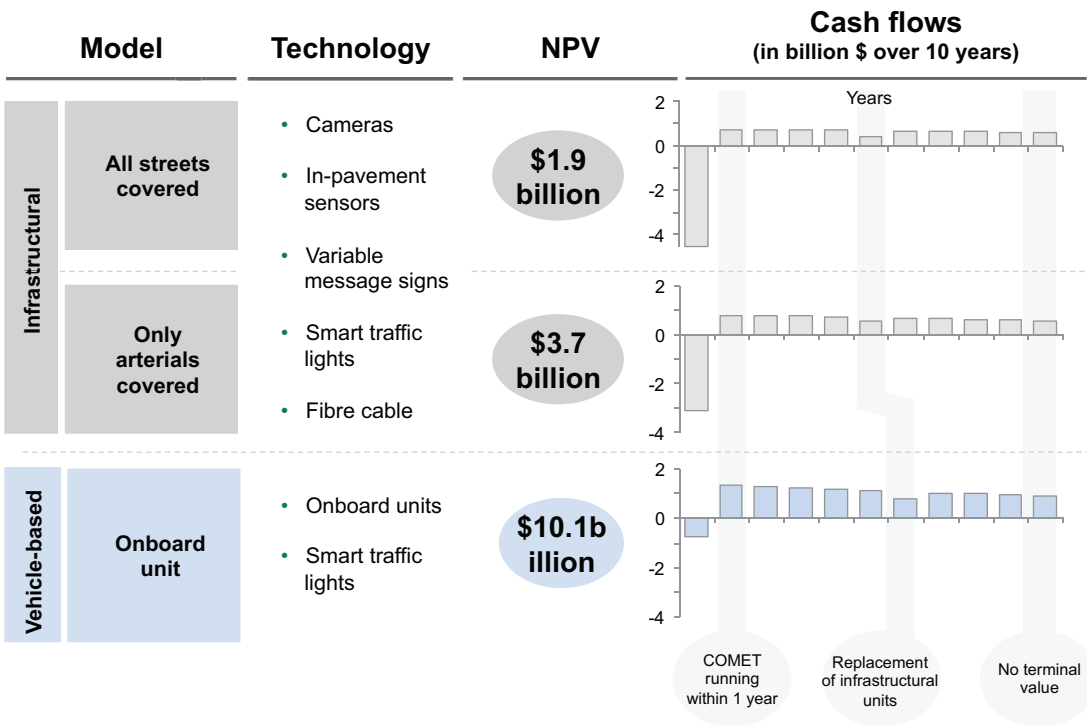 Model
Technology
NPV
Cash flows
(in billion $ over 10 years)
Infrastructural
All streets
covered
Only
arterials
covered
• Cameras
• In-pavement
sensors
• Variable
message signs
• Smart traffic
lights
• Fibre cable
$1.9
billion
$3.7
billion
Years
2
0
-2
-4
2
0
-2
-4
Vehicle-based
Onboard
unit
• Onboard units
• Smart traffic
lights
$10.1b
illion
2
0
-2
-4
COMET
running
within 1 year
Replacement
of infrastructural
units
No terminal
value